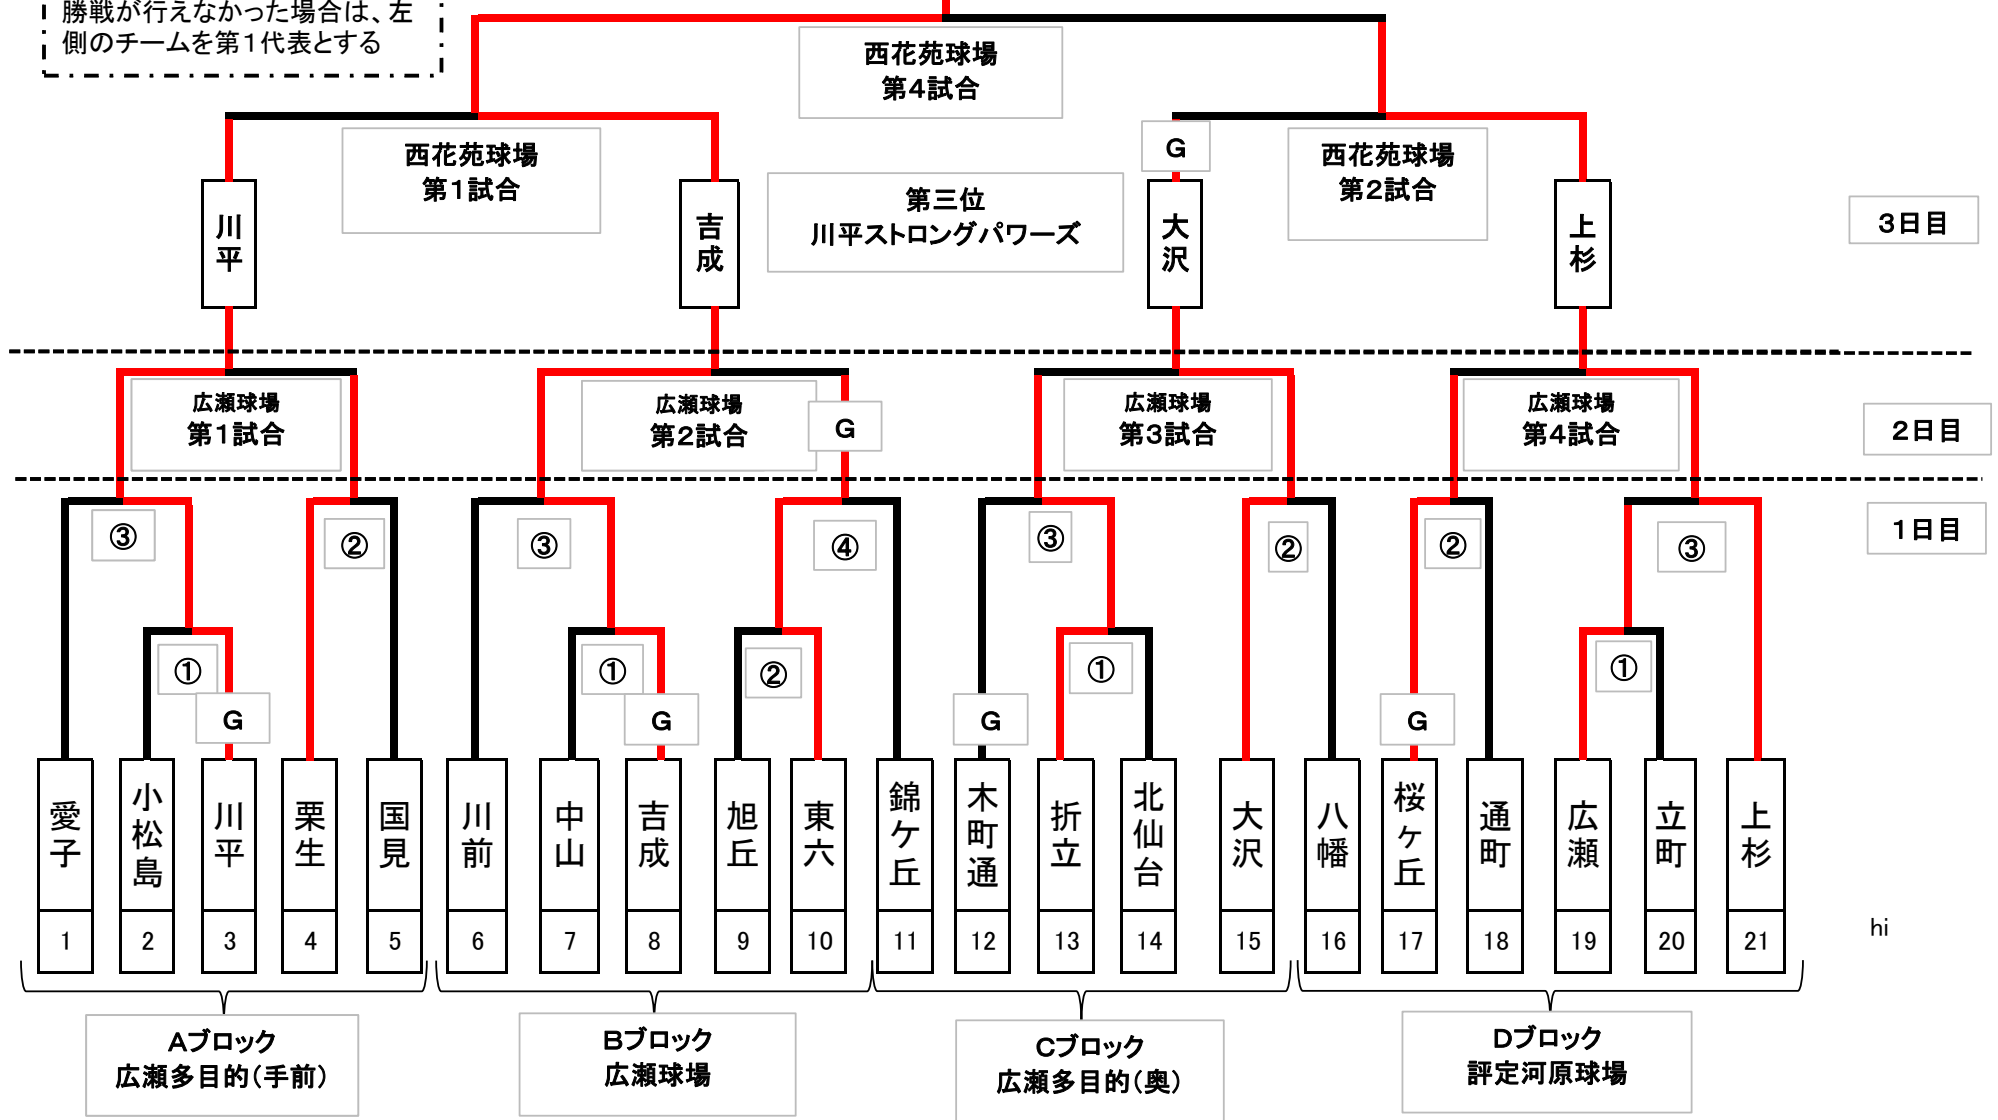 勝戦が行えなかった場合は、左
側のチームを第1代表とする
西花苑球場
第4試合
西花苑球場
第1試合
G
西花苑球場
第2試合
第三位
川平ストロングパワーズ
川平
吉成
大沢
上杉
3日目
広瀬球場
第1試合
広瀬球場
第2試合
G
広瀬球場
第3試合
広瀬球場
第4試合
2日目
1日目
③
②
③
④
③
②
②
③
①
①
②
①
①
G
G
G
G
愛子
小松島
川平
栗生
国見
川前
中山
吉成
旭丘
東六
錦ケ丘
木町通
折立
北仙台
大沢
八幡
桜ヶ丘
通町
広瀬
立町
上杉
1
2
3
4
5
6
7
8
9
10
11
12
13
14
15
16
17
18
19
20
21
hi
Aブロック
広瀬多目的(手前)
Bブロック
広瀬球場
Cブロック
広瀬多目的(奥)
Dブロック
評定河原球場